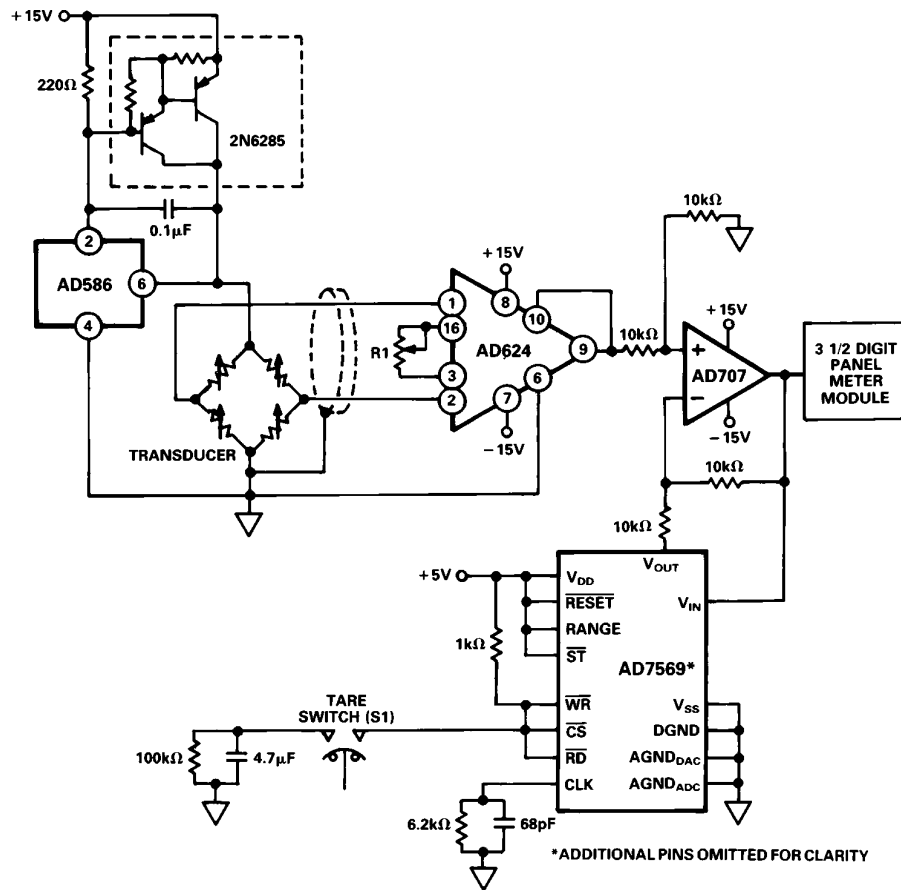 +15V
220Ω
2N6285
0.1µF
2
AD586
6
4
TRANSDUCER
R1
1
16
3
2
+15V
8
10
AD624
9
6
7
−15V
10kΩ
10kΩ
+15V
+
AD707
−
−15V
3 1/2 DIGIT
PANEL
METER
MODULE
10kΩ
10kΩ
+5V
1kΩ
VDD
RESET
RANGE
ST
WR
CS
RD
CLK
VOUT
VIN
AD7569*
VSS
DGND
AGNDDAC
AGNDADC
TARE
SWITCH (S1)
100kΩ
4.7µF
6.2kΩ
68pF
*ADDITIONAL PINS OMITTED FOR CLARITY